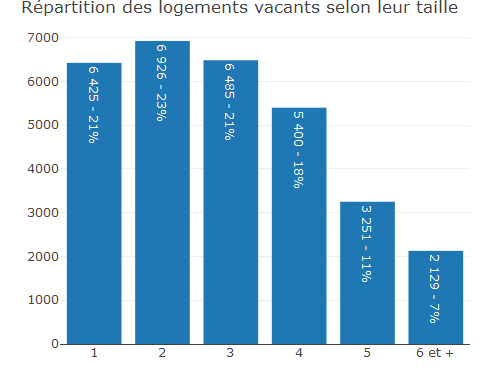 Répartition des logements vacants selon leur taille
7000
6000
5000
4000
3000
2000
1000
0
6 425 - 21%
6 926 - 23%
6 485 - 21%
5 400 - 18%
3 251 - 11%
2 129 - 7%
1
2
3
4
5
6 et +